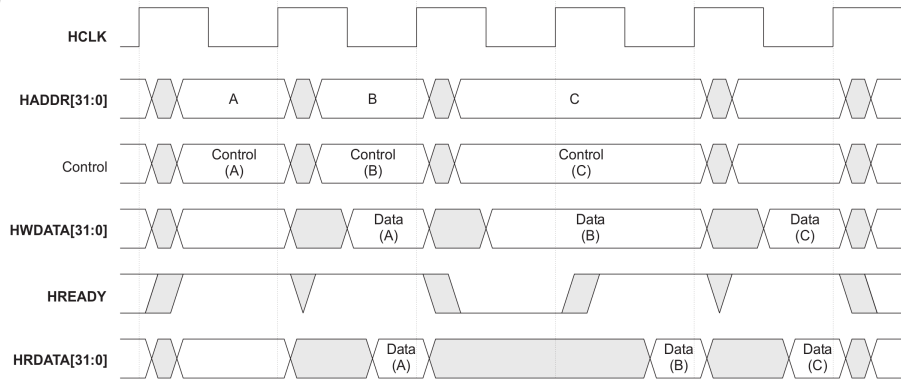 HCLK
HADDR[31:0]
A
B
C
Control
Control
(A)
Control
(B)
Control
(C)
HWDATA[31:0]
Data
(A)
Data
(B)
Data
(C)
HREADY
HRDATA[31:0]
Data
(A)
Data
(B)
Data
(C)